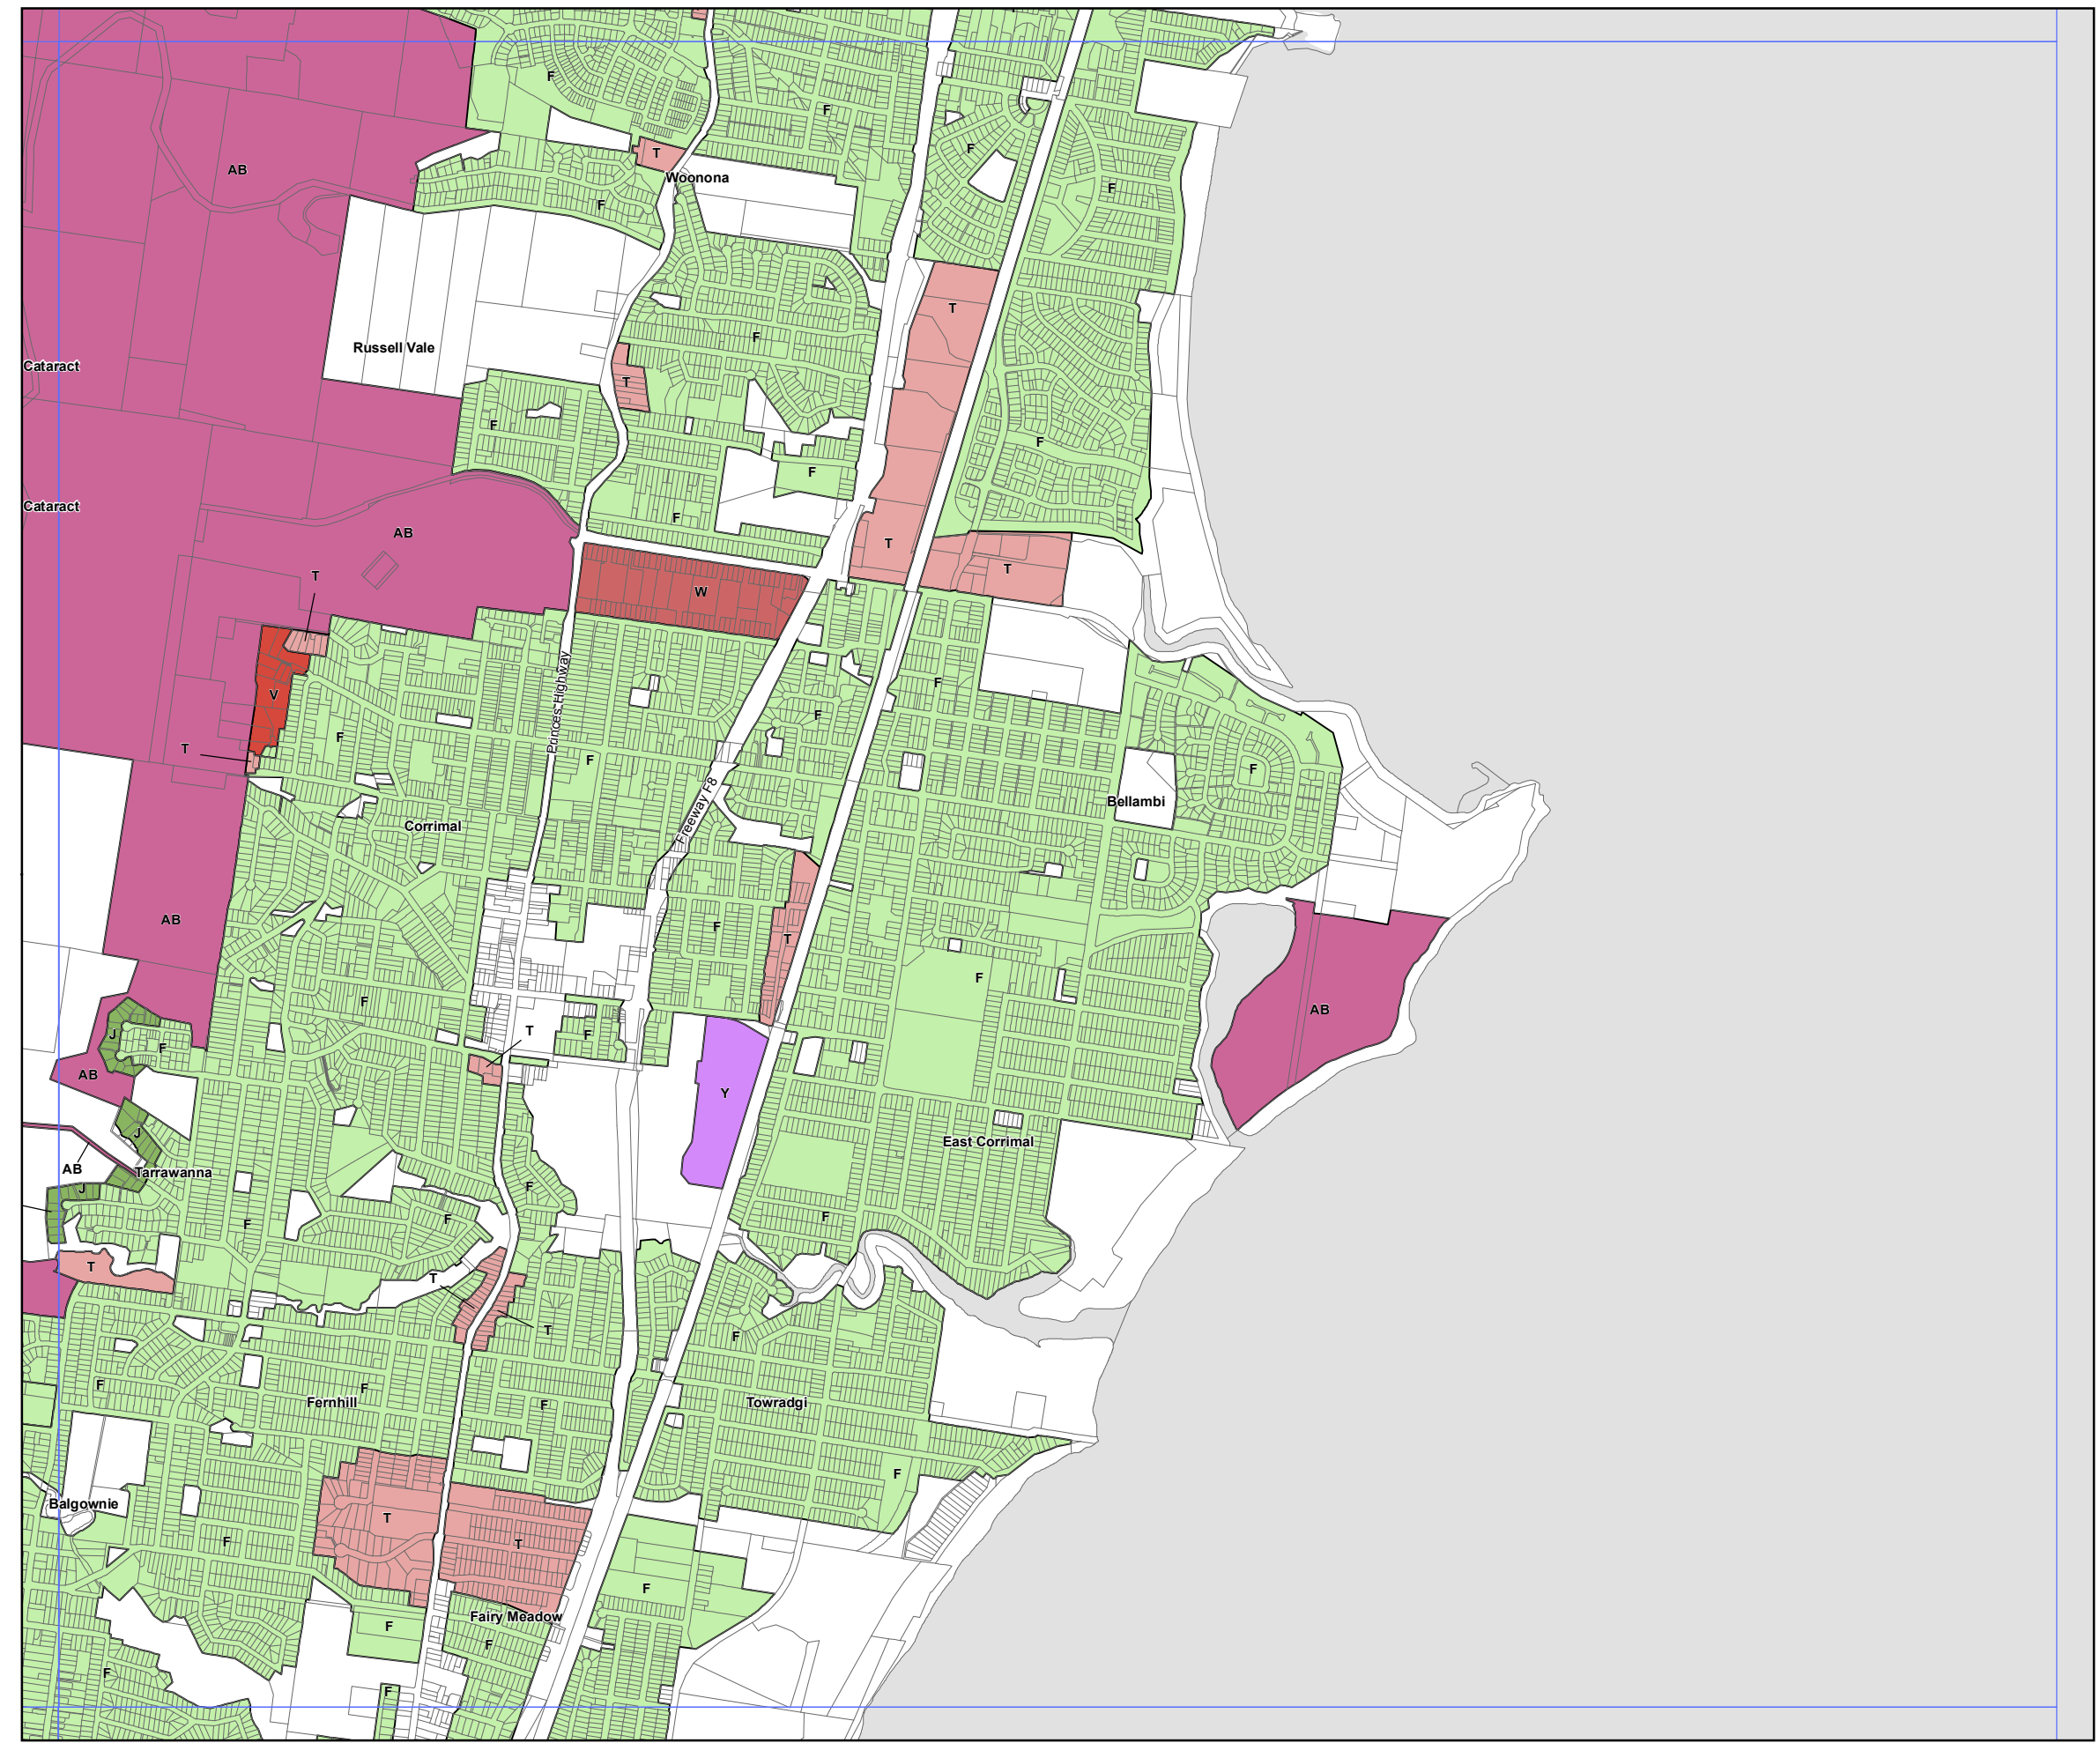 F
F
F
T
AB
Woonona
F
F
T
F
Russell Vale
Cataract
T
F
F
F
Cataract
F
AB
T
T
T
W
Princes Highway
F
V
F
T
F
F
F
Bellambi
Freeway F8
Corrimal
AB
F
T
F
F
AB
T
J
F
F
AB
Y
J
East Corrimal
AB
Tarrawanna
J
F
F
F
F
T
T
T
F
F
F
Fernhill
F
Towradgi
F
Balgownie
T
F
T
F
Fairy Meadow
F
F
F
F